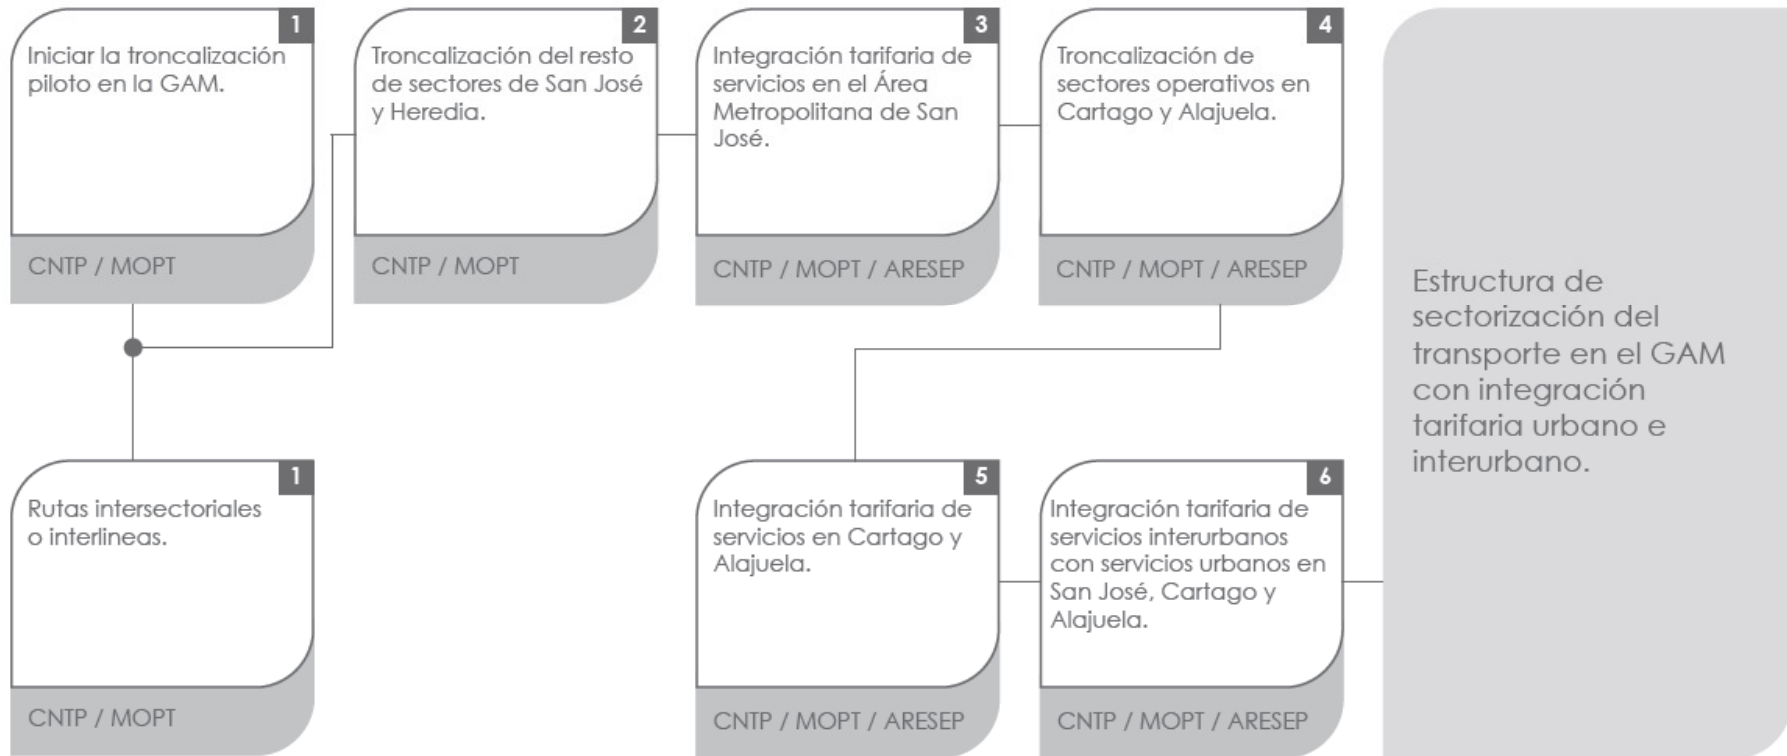 1
Iniciar la troncalización
piloto en la GAM.
CNTP / MOPT
2
Troncalización del resto
de sectores de San José
y Heredia.
CNTP / MOPT
3
Integración tarifaria de
servicios en el Área
Metropolitana de San
José.
CNTP / MOPT / ARESEP
4
Troncalización de
sectores operativos en
Cartago y Alajuela.
CNTP / MOPT / ARESEP
1
Rutas intersectoriales
o interlineas.
CNTP / MOPT
5
Integración tarifaria de
servicios en Cartago y
Alajuela.
CNTP / MOPT / ARESEP
6
Integración tarifaria de
servicios interurbanos
con servicios urbanos en
San José, Cartago y
Alajuela.
CNTP / MOPT / ARESEP
Estructura de
sectorización del
transporte en el GAM
con integración
tarifaria urbano e
interurbano.